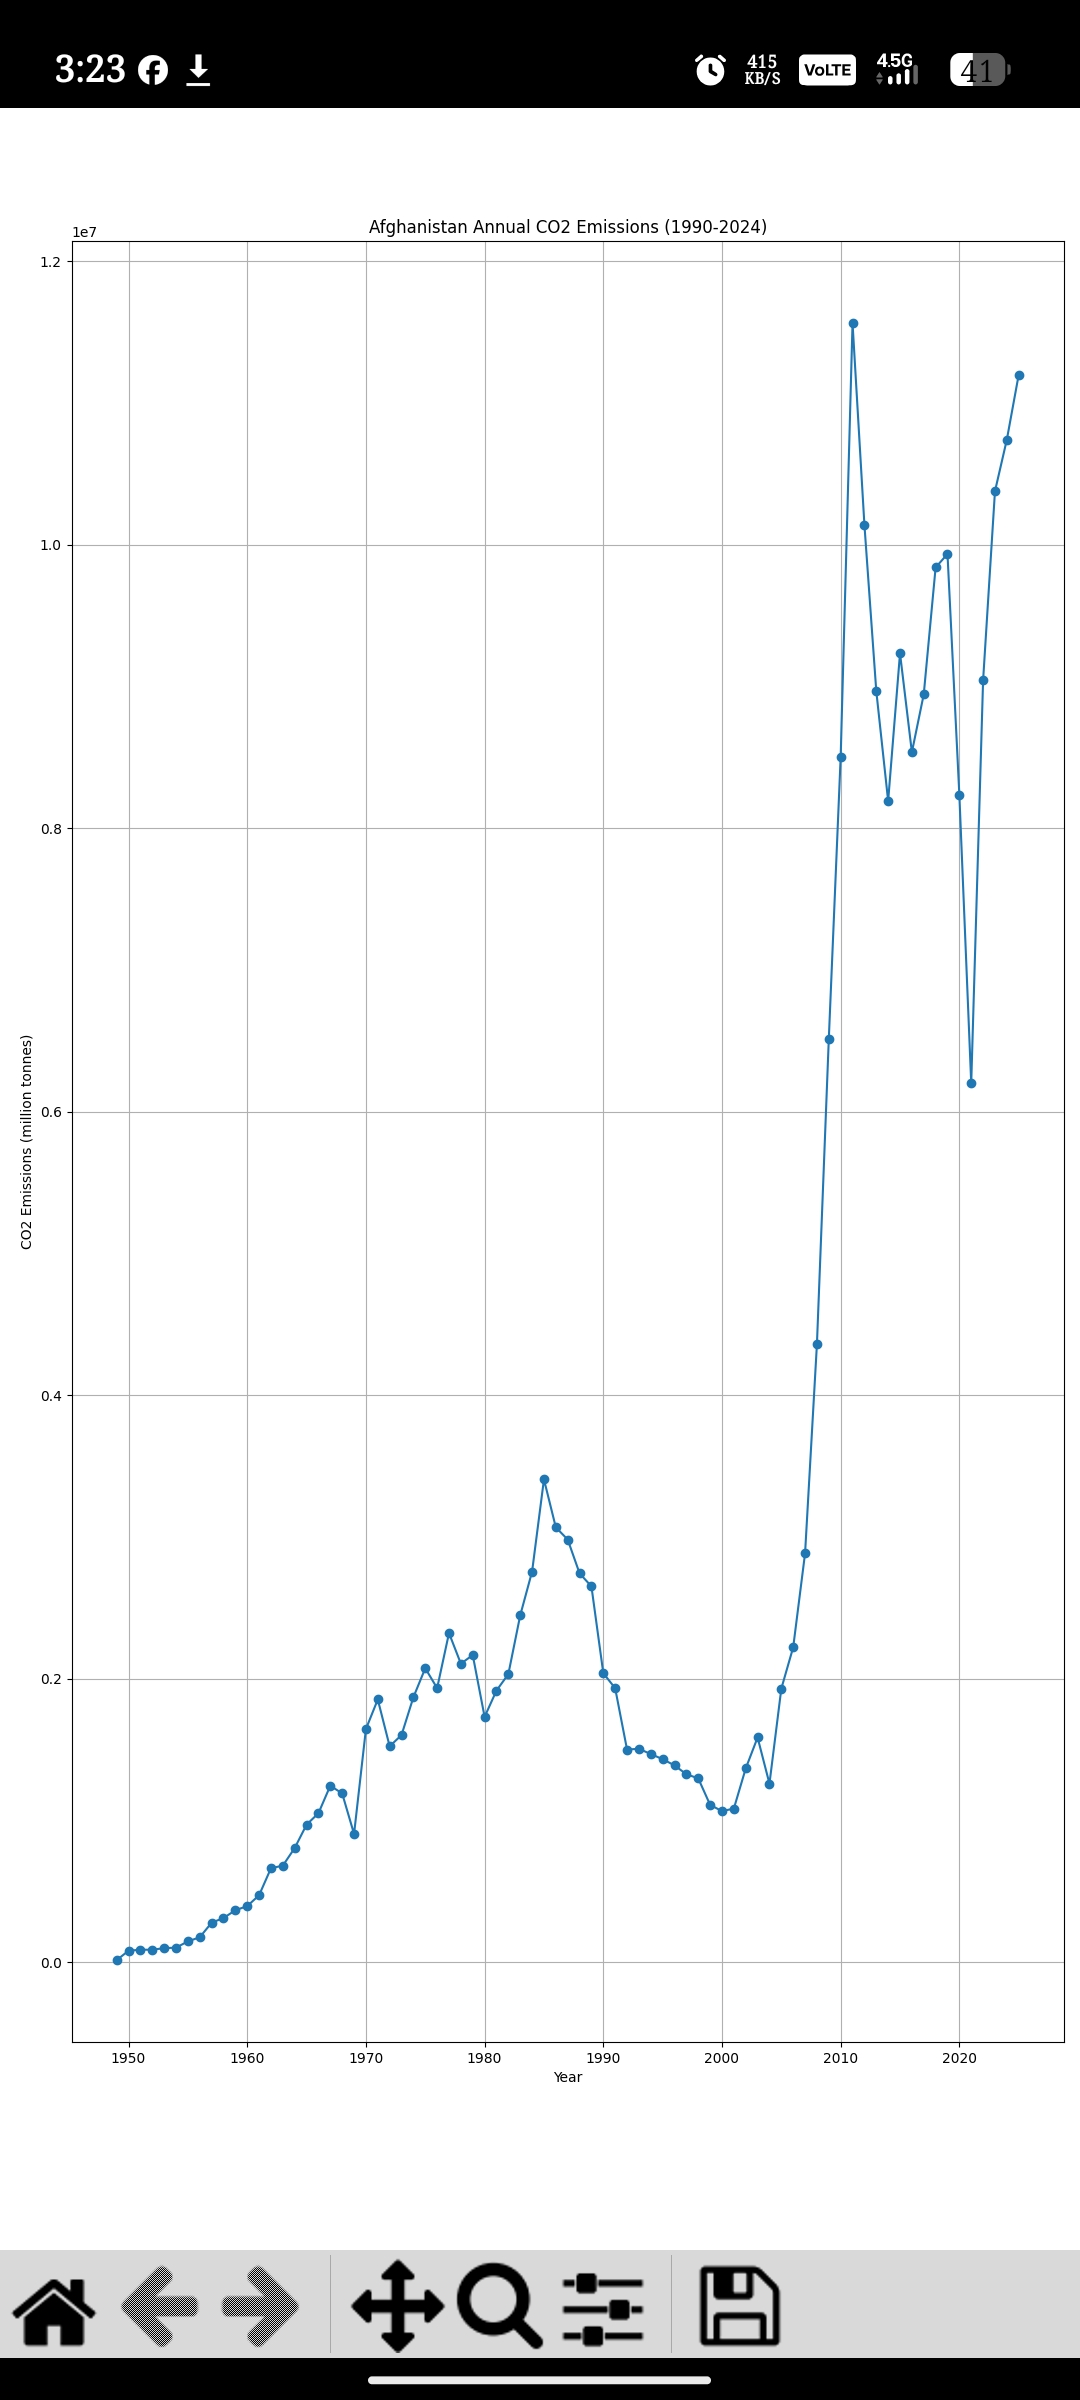 3:23
415 KB/S
VoLTE
4.5G
41
Afghanistan Annual CO2 Emissions (1990-2024)
1e7
1.2
1.0
0.8
0.6
0.4
0.2
0.0
CO2 Emissions (million tonnes)
1950 1960 1970 1980 1990 2000 2010 2020
Year